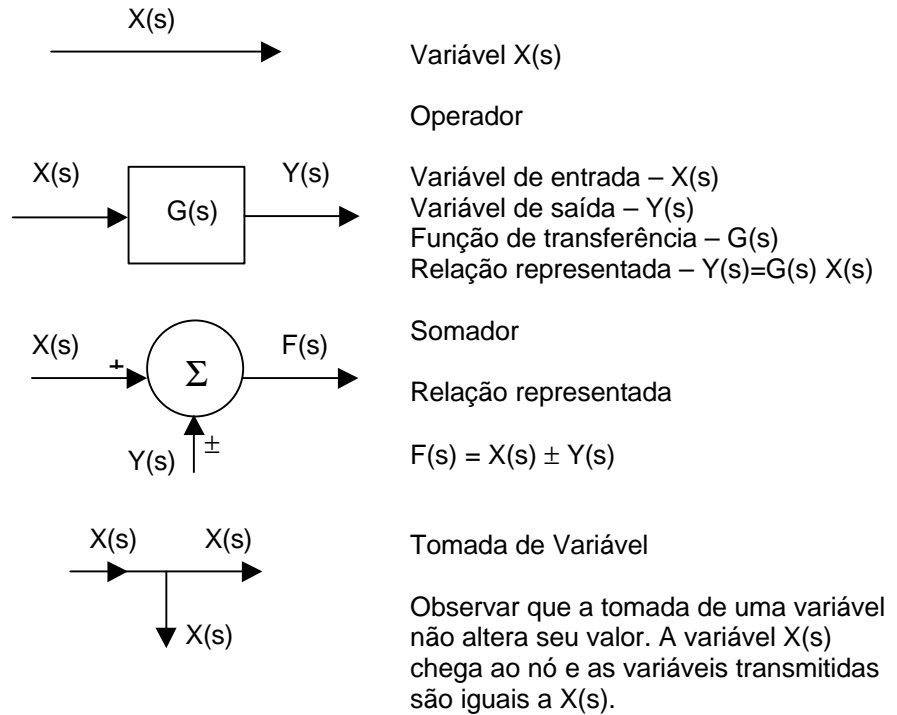 X(s)
Variável X(s)
Operador
X(s)
G(s)
Y(s)
Variável de entrada – X(s)
Variável de saída – Y(s)
Função de transferência – G(s)
Relação representada – Y(s)=G(s) X(s)
Somador
X(s)
+
Σ
F(s)
Y(s)
±
Relação representada
F(s) = X(s) ± Y(s)
X(s) X(s)
X(s)
Tomada de Variável
Observar que a tomada de uma variável
não altera seu valor. A variável X(s)
chega ao nó e as variáveis transmitidas
são iguais a X(s).